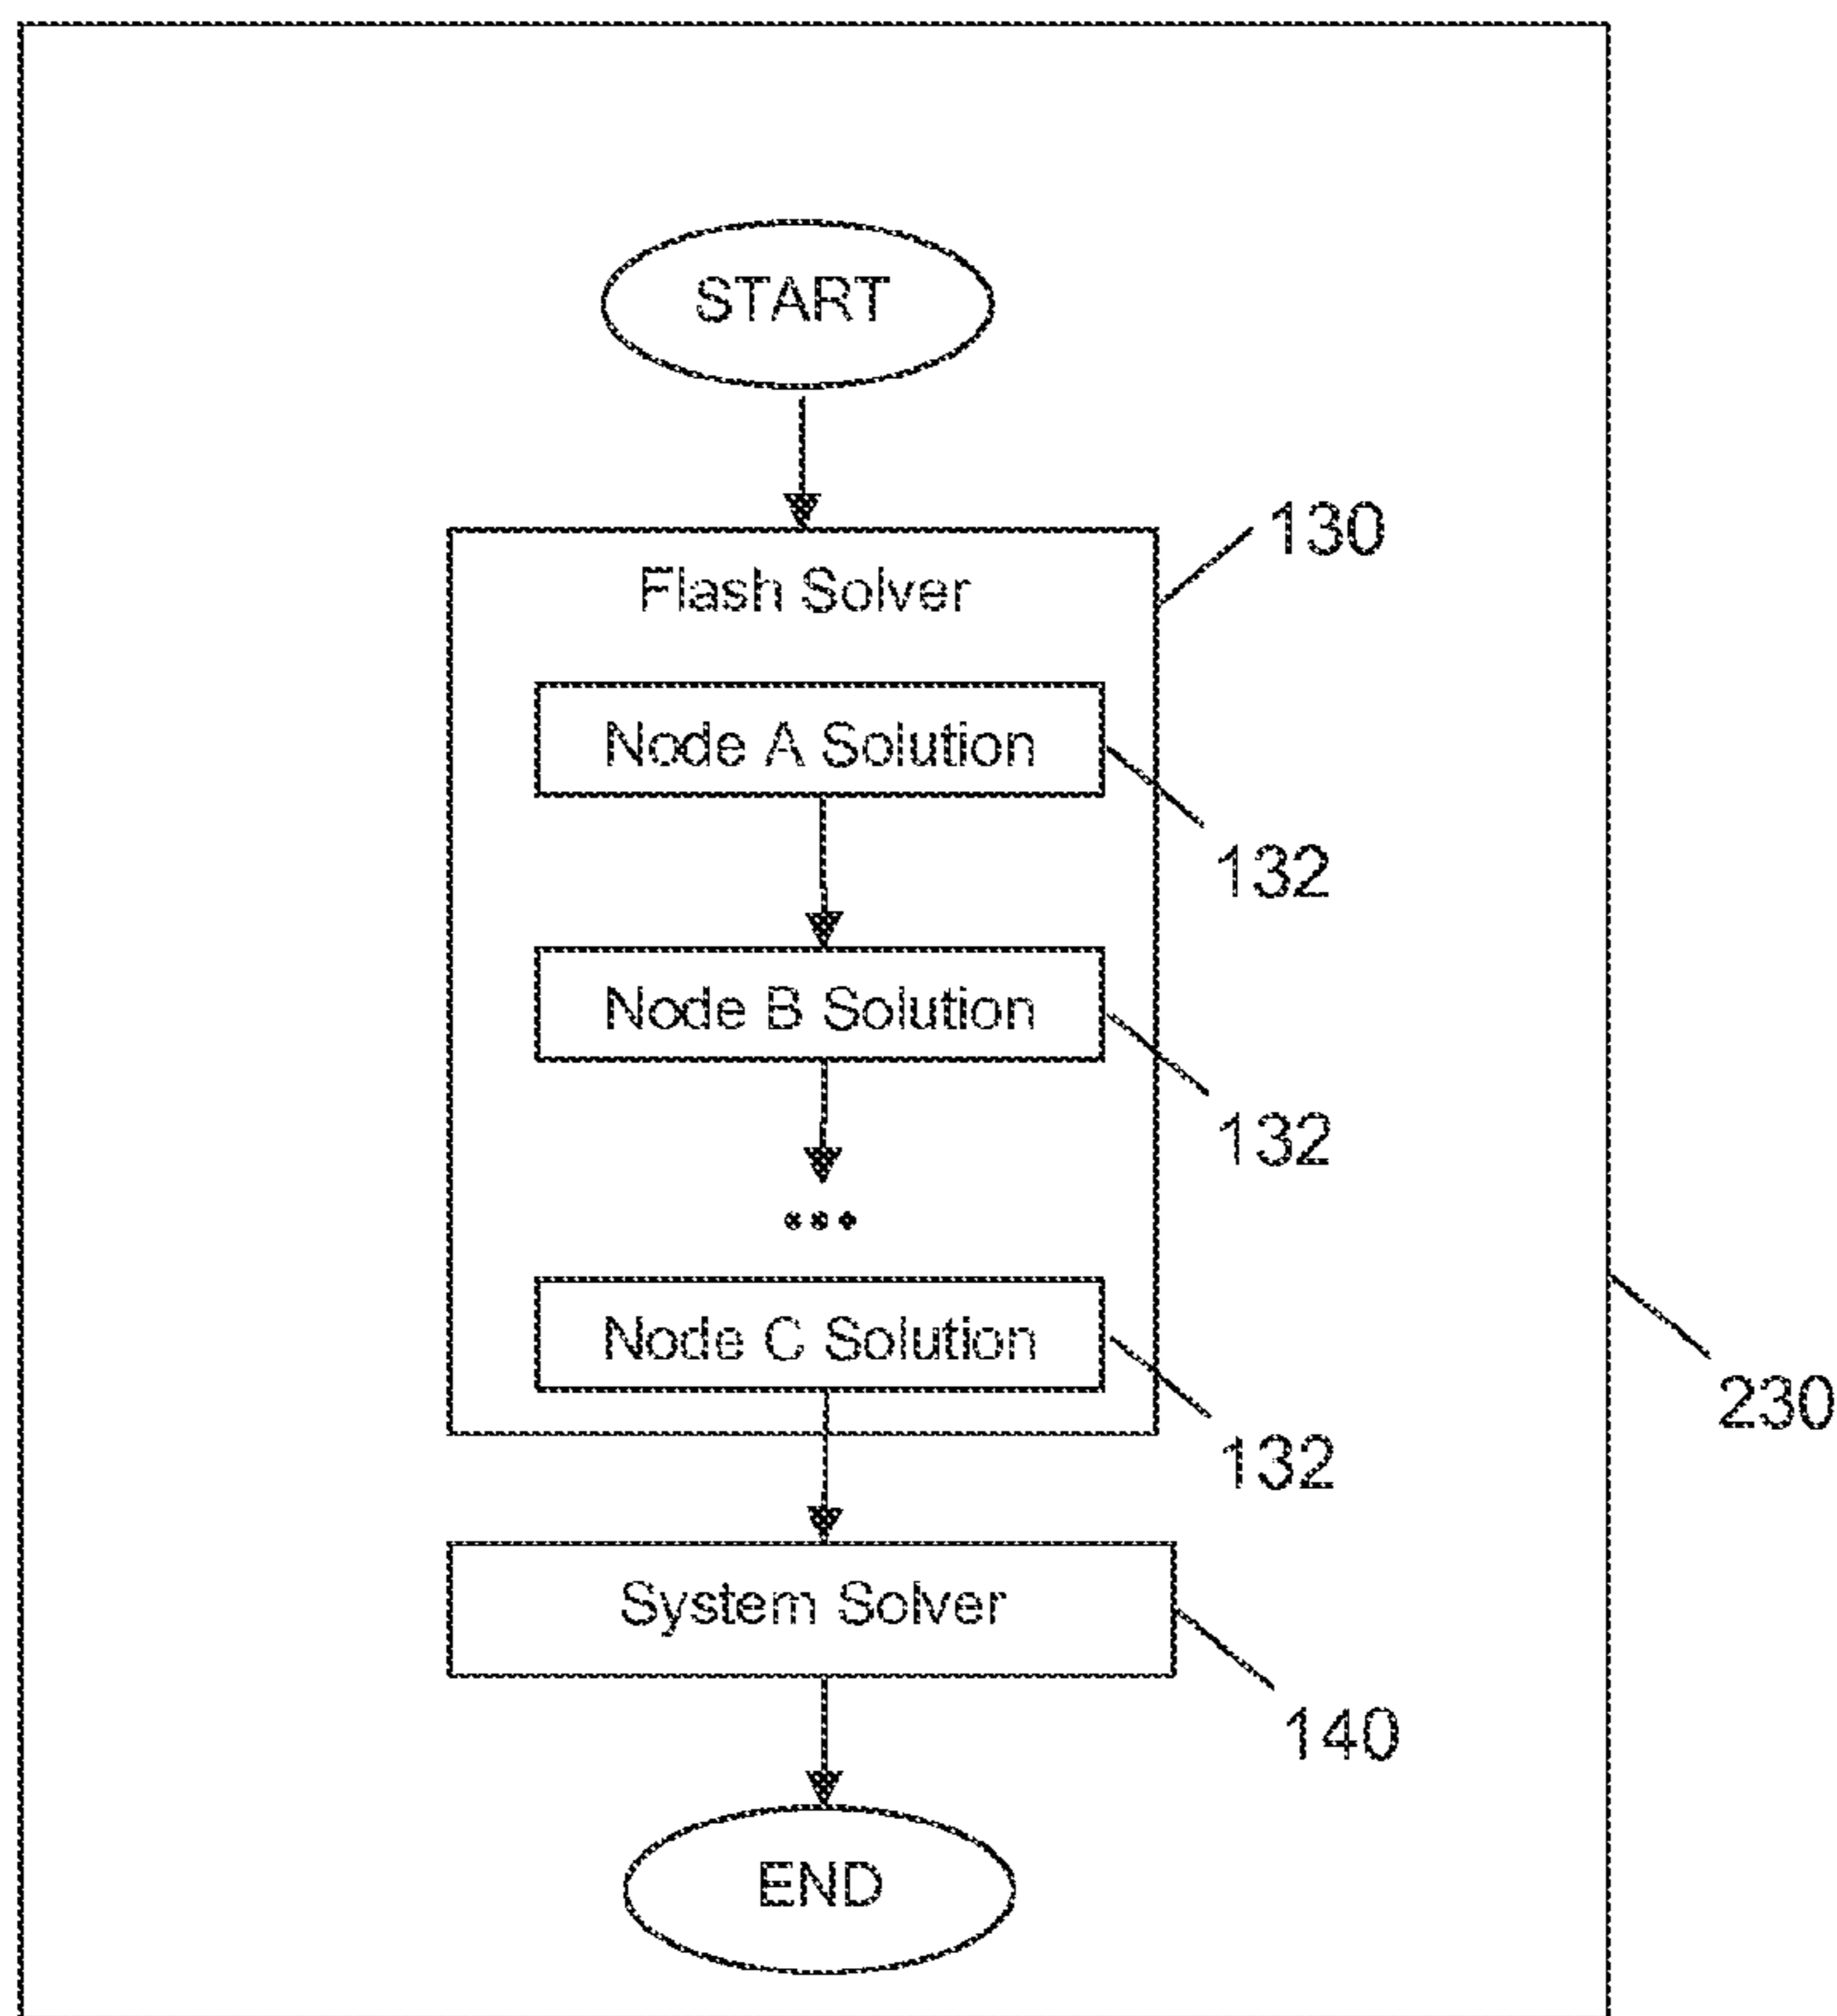 START
130
Flash Solver
Node A Solution
132
Node B Solution
132
•••
Node C Solution
230
132
System Solver
140
END